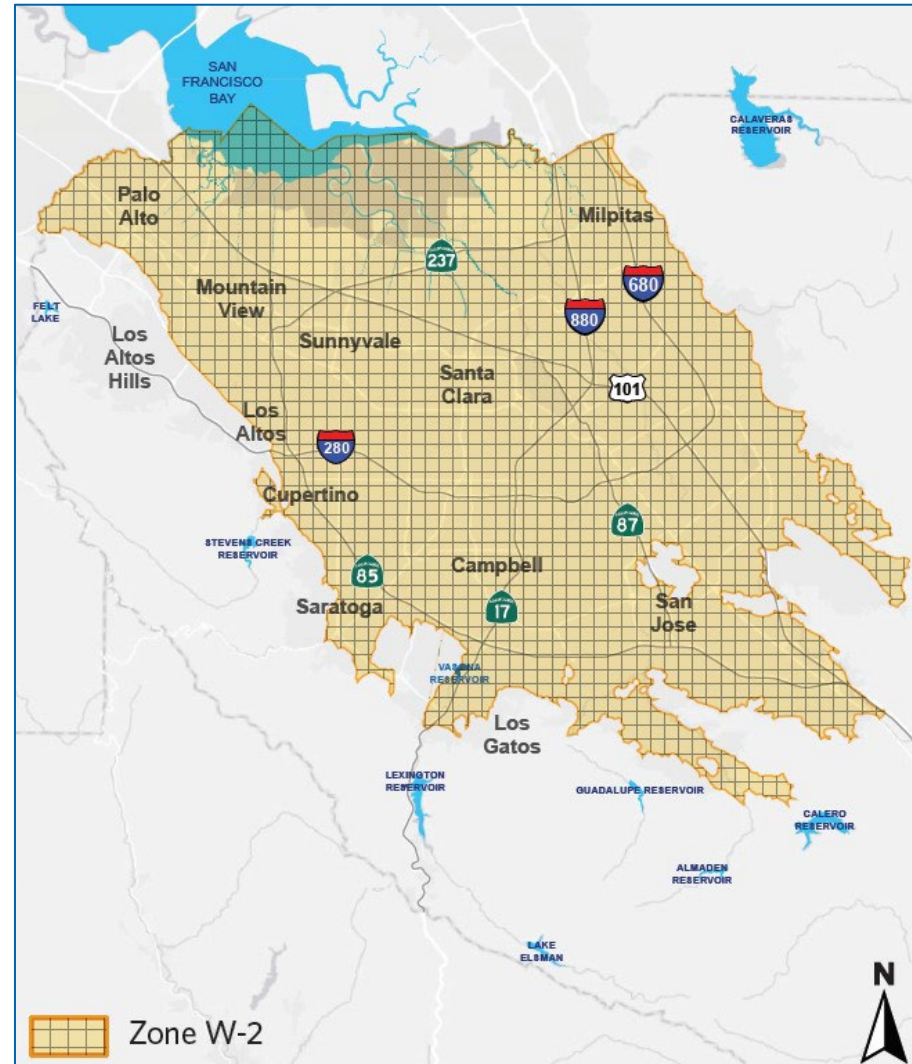 SAN
FRANCISCO
BAY
CALAVERAS
RESERVOIR
Palo
Alto
Milpitas
237
680
Mountain
View
FELT
LAKE
880
Los
Altos
Hills
Sunnyvale
Santa
Clara
101
Los
Altos
280
Cupertino
87
STEVENS CREEK
RESERVOIR
85
Campbell
Saratoga
17
San
Jose
VASONA
RESERVOIR
Los
Gatos
LEXINGTON
RESERVOIR
GUADALUPE RESERVOIR
CALERO
RESERVOIR
ALMADEN
RESERVOIR
LAKE
ELSMAN
N
Zone W-2